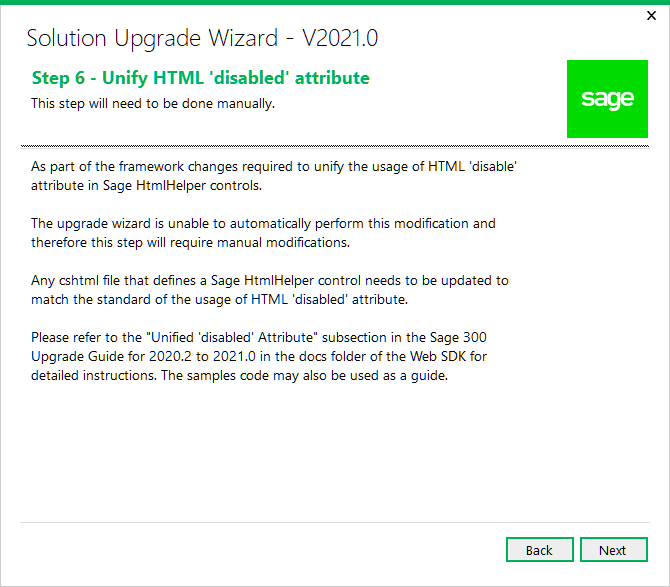 Solution Upgrade Wizard - V2021.0
Step 6 - Unify HTML 'disabled' attribute
This step will need to be done manually.
sage
As part of the framework changes required to unify the usage of HTML 'disable'
attribute in Sage HtmlHelper controls.
The upgrade wizard is unable to automatically perform this modification and
therefore this step will require manual modifications.
Any cshtml file that defines a Sage HtmlHelper control needs to be updated to
match the standard of the usage of HTML 'disabled' attribute.
Please refer to the "Unified 'disabled' Attribute" subsection in the Sage 300
Upgrade Guide for 2020.2 to 2021.0 in the docs folder of the Web SDK for
detailed instructions. The samples code may also be used as a guide.
Back
Next